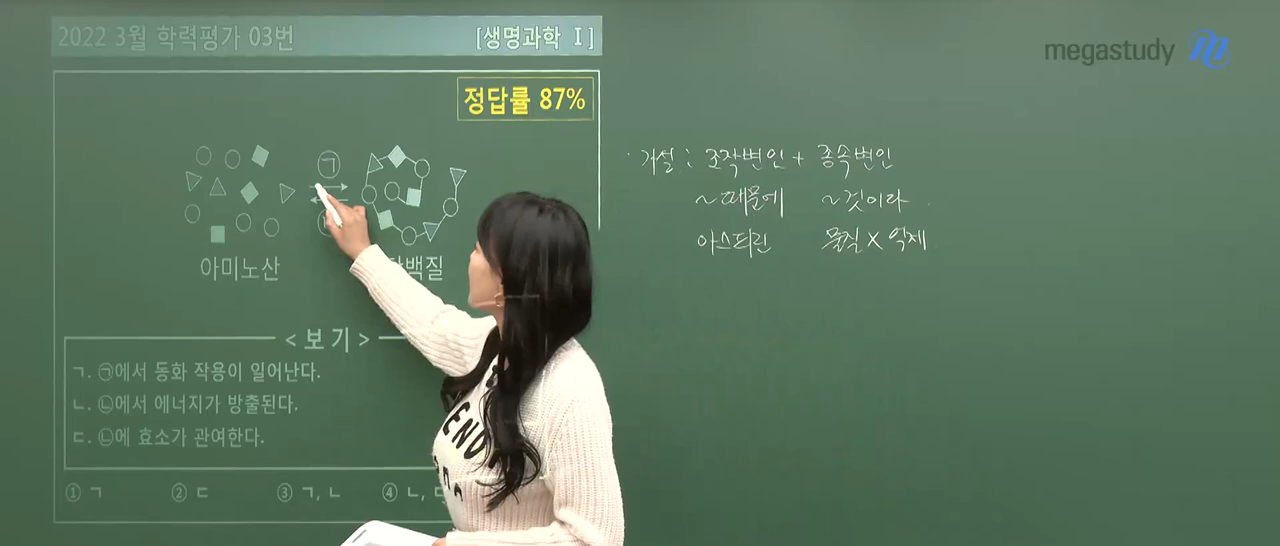 2022 3월 학력평가 03번
[생명과학 Ⅰ]
megastudy
정답률 87%
㉠
아미노산
백질
<보기>
ㄱ. ㉠에서 동화 작용이 일어난다.
ㄴ. ㉡에서 에너지가 방출된다.
ㄷ. ㉡에 효소가 관여한다.
① ㄱ ② ㄷ ③ ㄱ, ㄴ ④ ㄴ, ㄷ
가설 : 조작변인 + 종속변인
~때문에 ~것이라
아스피린 물질 X 억제